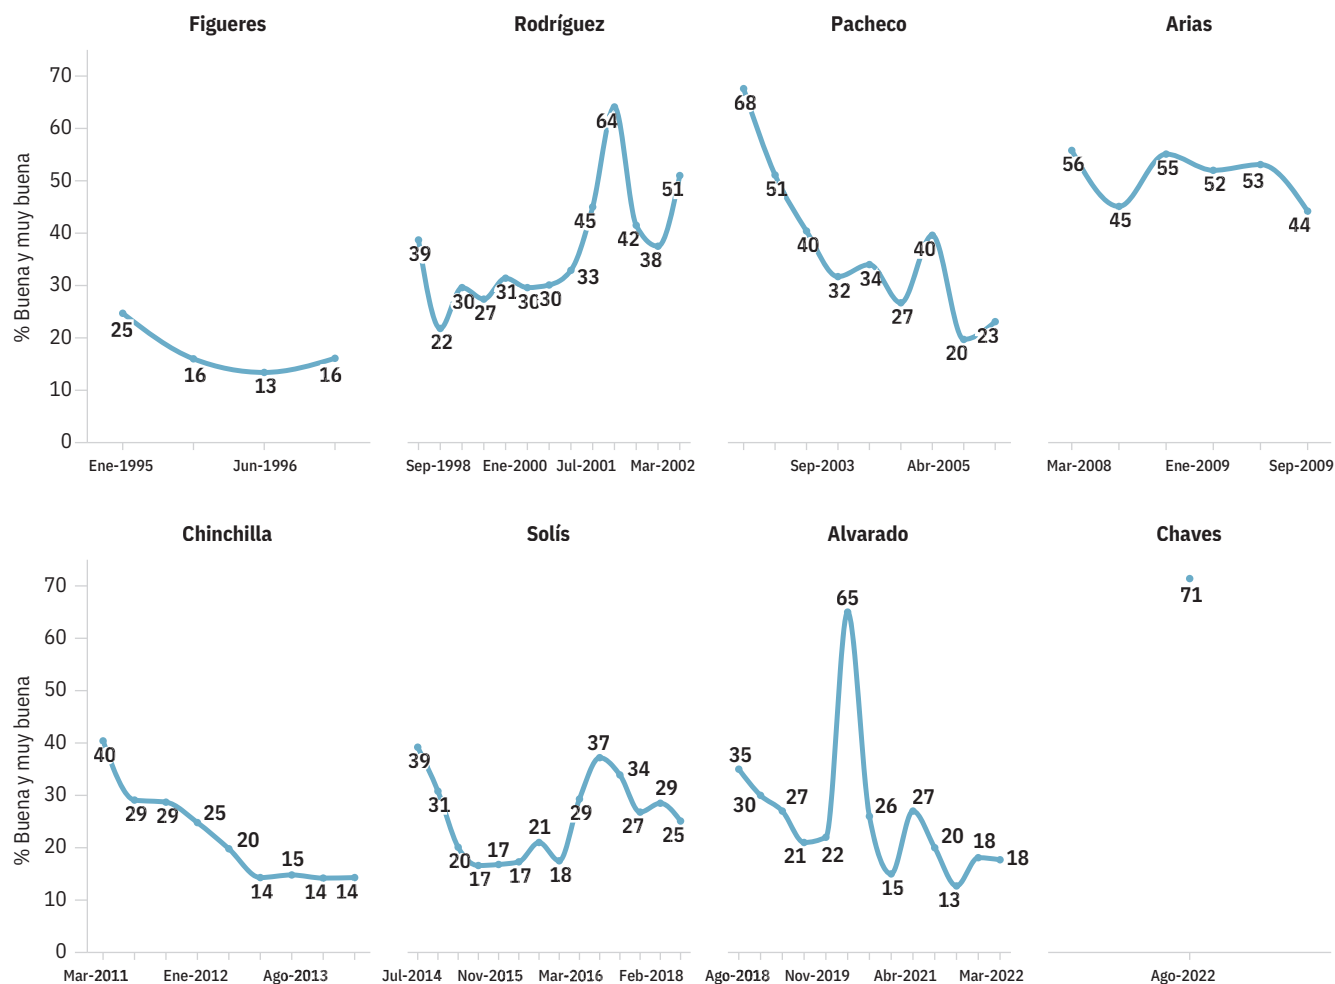 Figueres
Rodríguez
Pacheco
Arias
% Buena y muy buena
70
60
50
40
30
20
10
0
25
16
13
16
Ene-1995
Jun-1996
39
22
30
27
31
30
30
33
45
64
42
38
51
Sep-1998
Ene-2000
Jul-2001
Mar-2002
68
51
40
32
34
27
40
20
23
Sep-2003
Abr-2005
56
45
55
52
53
44
Mar-2008
Ene-2009
Sep-2009
Chinchilla
Solís
Alvarado
Chaves
% Buena y muy buena
70
60
50
40
30
20
10
0
40
29
29
25
20
14
15
14
14
Mar-2011
Ene-2012
Ago-2013
39
31
20
17
17
17
21
18
29
37
34
27
29
25
Jul-2014
Nov-2015
Mar-2016
Feb-2018
35
30
27
21
22
65
26
15
27
20
13
18
18
Ago-2018
Nov-2019
Abr-2021
Mar-2022
71
Ago-2022